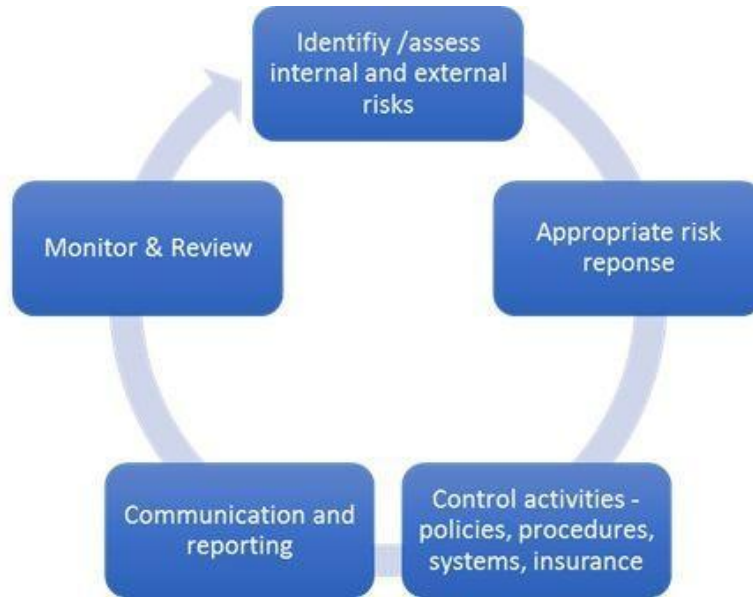 Identifiy /assess
internal and external
risks
Appropriate risk
reponse
Control activities -
policies, procedures,
systems, insurance
Communication and
reporting
Monitor & Review